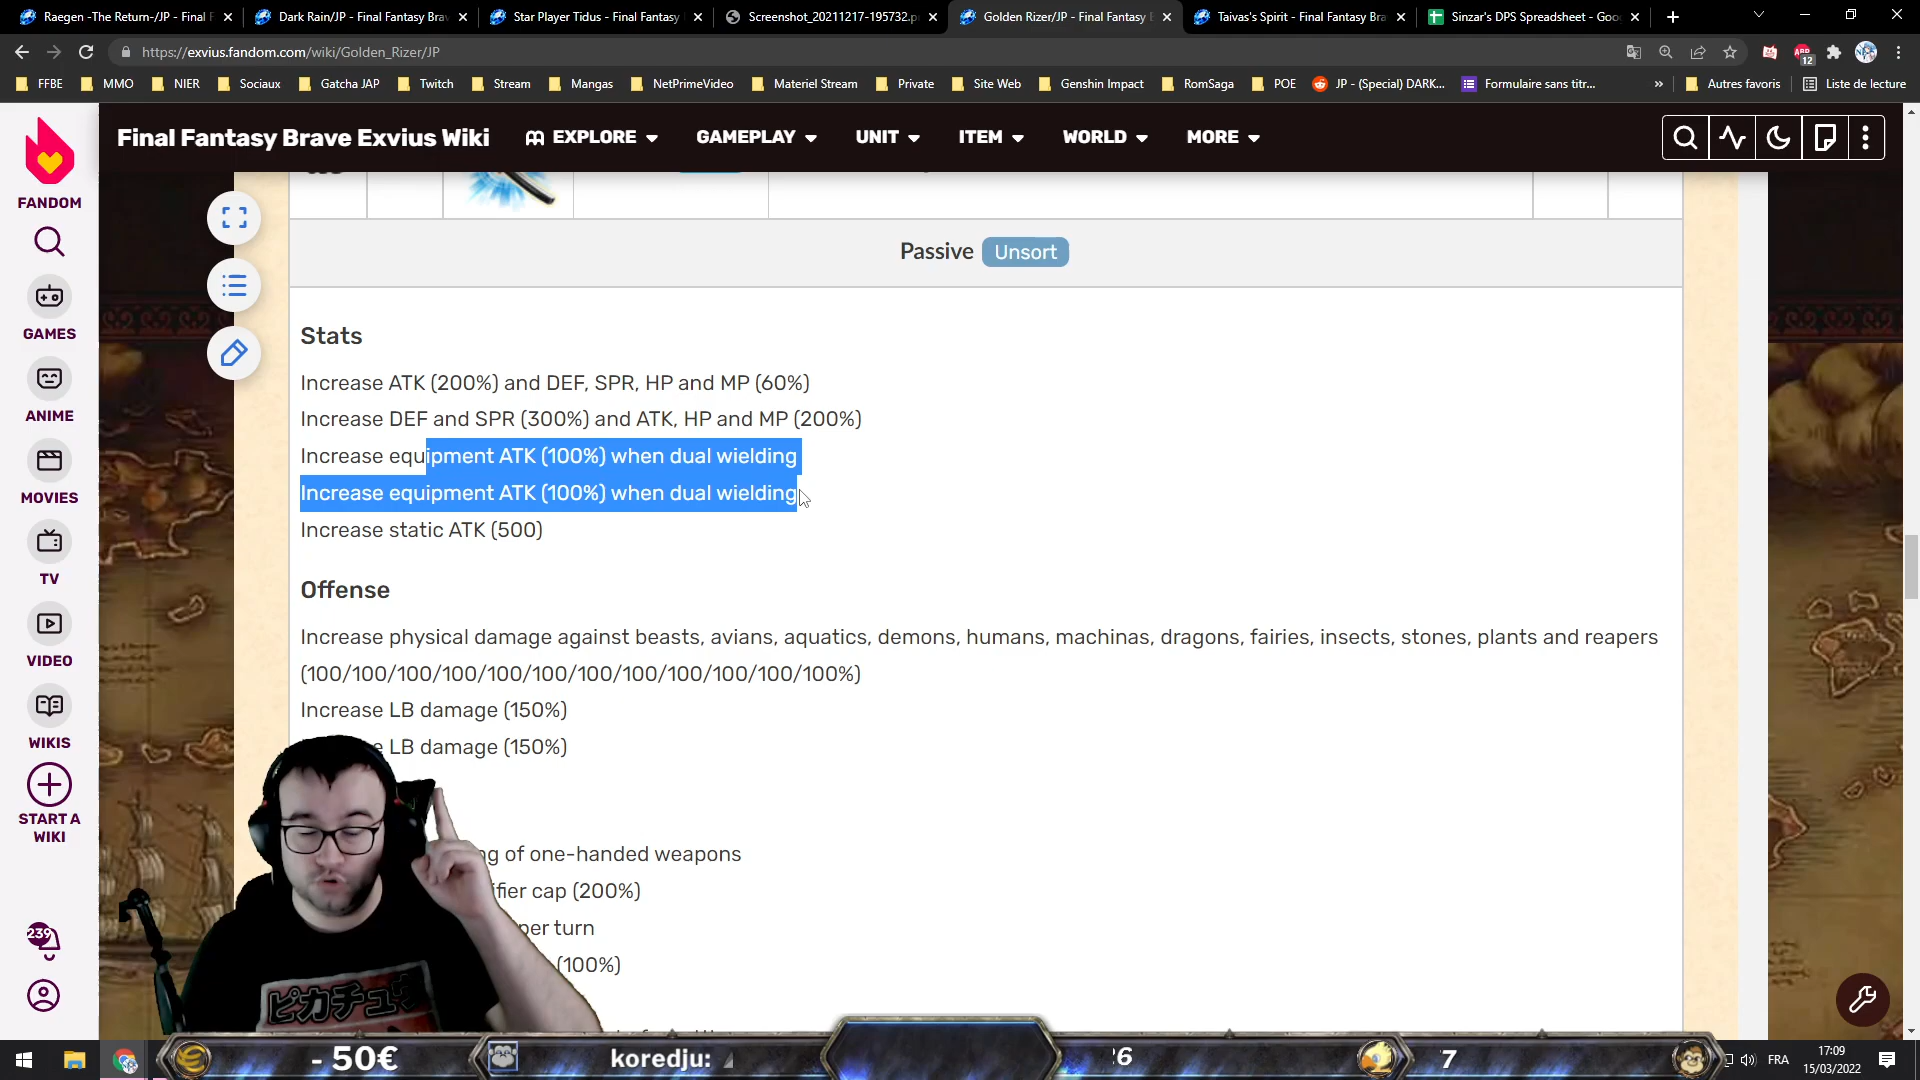 Raegen -The Return-/JP - Final F
Dark Rain/JP - Final Fantasy Brav
Star Player Tidus - Final Fantasy
Screenshot_20211217-195732.p
Golden Rizer/JP - Final Fantasy B
Taivas's Spirit - Final Fantasy Bra
Sinzar's DPS Spreadsheet - Goo
https://exvius.fandom.com/wiki/Golden_Rizer/JP
12
FFBE
MMO
NIER
Sociaux
Gatcha JAP
Twitch
Stream
Mangas
NetPrimeVideo
Materiel Stream
Private
Site Web
Genshin Impact
RomSaga
POE
JP - (Special) DARK...
Formulaire sans titr...
»
Autres favoris
Liste de lecture
Final Fantasy Brave Exvius Wiki
EXPLORE
GAMEPLAY
UNIT
ITEM
WORLD
MORE
FANDOM
GAMES
ANIME
MOVIES
TV
VIDEO
WIKIS
START A
WIKI
239
Passive Unsort
Stats
Increase ATK (200%) and DEF, SPR, HP and MP (60%)
Increase DEF and SPR (300%) and ATK, HP and MP (200%)
Increase equipment ATK (100%) when dual wielding
Increase equipment ATK (100%) when dual wielding
Increase static ATK (500)
Offense
Increase physical damage against beasts, avians, aquatics, demons, humans, machinas, dragons, fairies, insects, stones, plants and reapers
(100/100/100/100/100/100/100/100/100/100/100/100%)
Increase LB damage (150%)
LB damage (150%)
of one-handed weapons
cap (200%)
per turn
(100%)
ピカチュウ
- 50€
koredju:
7
FRA
17:09
15/03/2022